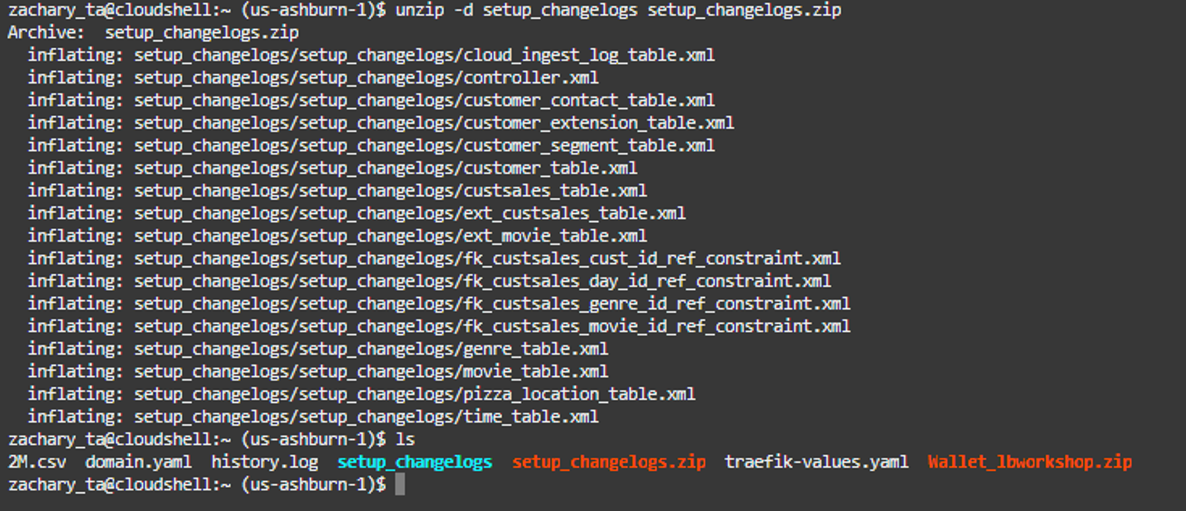 zachary_ta@cloudshell:~ (us-ashburn-1)$ unzip -d setup_changelogs setup_changelogs.zip
Archive:  setup_changelogs.zip
  inflating: setup_changelogs/setup_changelogs/cloud_ingest_log_table.xml
  inflating: setup_changelogs/setup_changelogs/controller.xml
  inflating: setup_changelogs/setup_changelogs/customer_contact_table.xml
  inflating: setup_changelogs/setup_changelogs/customer_extension_table.xml
  inflating: setup_changelogs/setup_changelogs/customer_segment_table.xml
  inflating: setup_changelogs/setup_changelogs/customer_table.xml
  inflating: setup_changelogs/setup_changelogs/custsales_table.xml
  inflating: setup_changelogs/setup_changelogs/ext_custsales_table.xml
  inflating: setup_changelogs/setup_changelogs/ext_movie_table.xml
  inflating: setup_changelogs/setup_changelogs/fk_custsales_cust_id_ref_constraint.xml
  inflating: setup_changelogs/setup_changelogs/fk_custsales_day_id_ref_constraint.xml
  inflating: setup_changelogs/setup_changelogs/fk_custsales_genre_id_ref_constraint.xml
  inflating: setup_changelogs/setup_changelogs/fk_custsales_movie_id_ref_constraint.xml
  inflating: setup_changelogs/setup_changelogs/genre_table.xml
  inflating: setup_changelogs/setup_changelogs/movie_table.xml
  inflating: setup_changelogs/setup_changelogs/pizza_location_table.xml
  inflating: setup_changelogs/setup_changelogs/time_table.xml
zachary_ta@cloudshell:~ (us-ashburn-1)$ ls
2M.csv  domain.yaml  history.log  setup_changelogs  setup_changelogs.zip  traefik-values.yaml  Wallet_lbworkshop.zip
zachary_ta@cloudshell:~ (us-ashburn-1)$